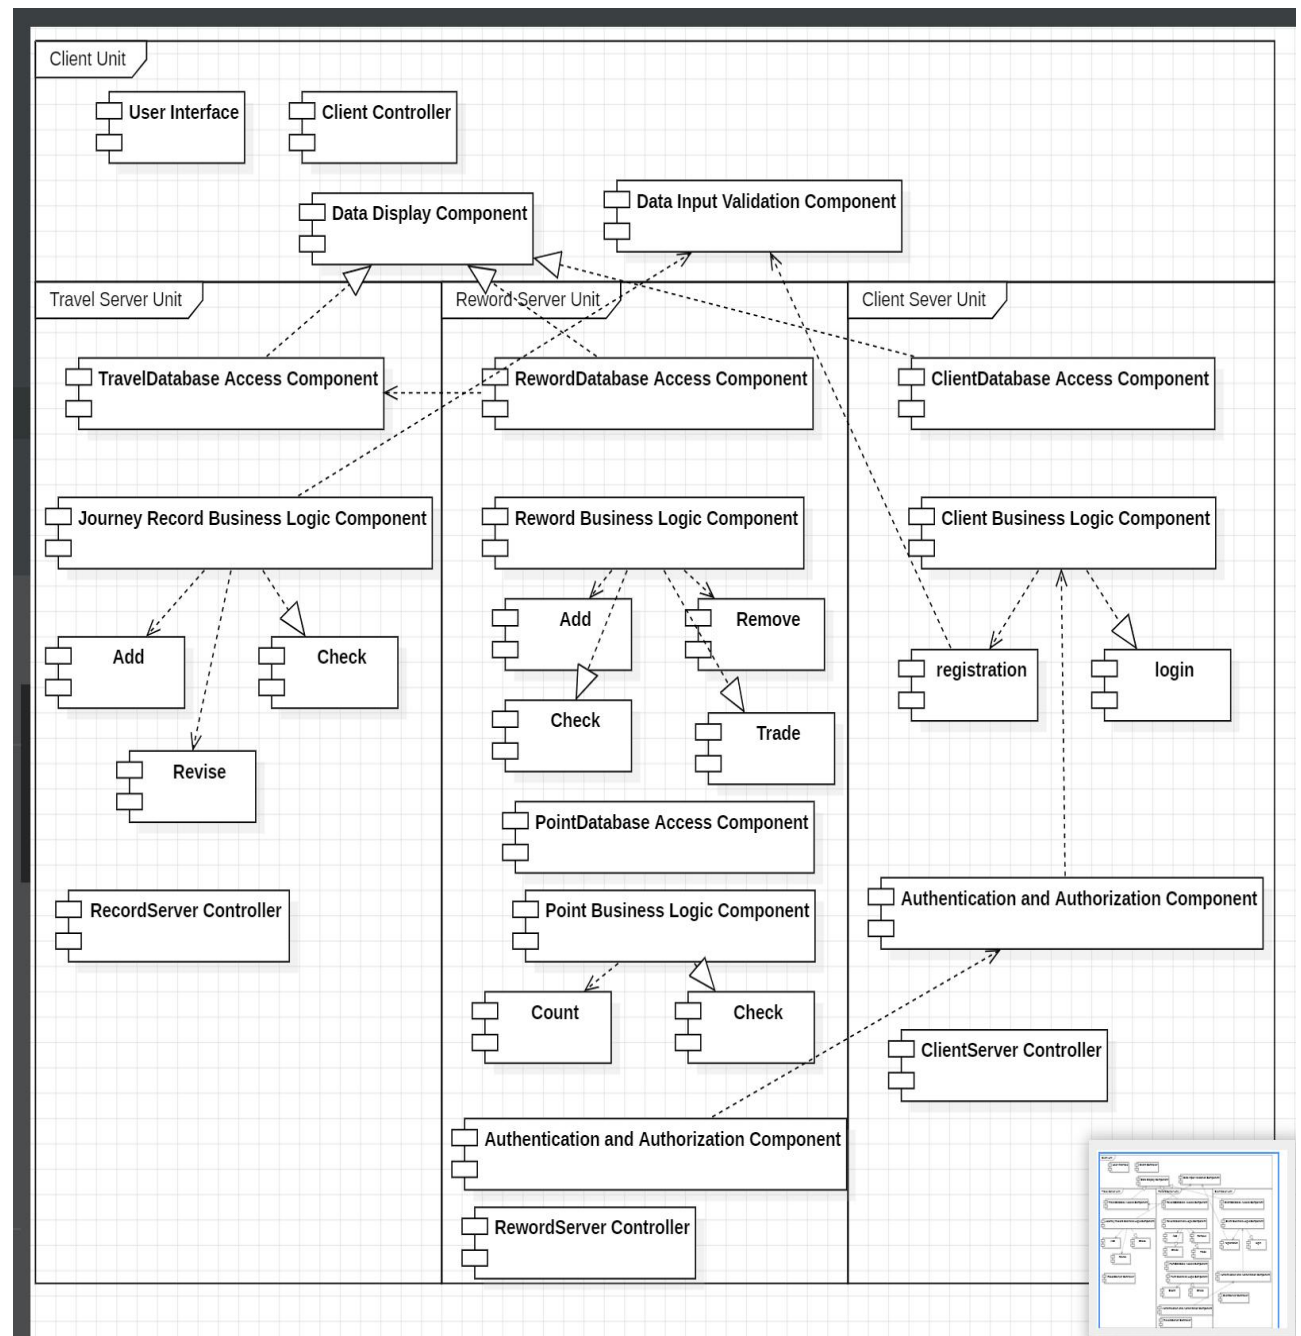 Client Unit
User Interface
Client Controller
Data Display Component
Data Input Validation Component
Travel Server Unit
Reword Server Unit
Client Sever Unit
TravelDatabase Access Component
RewordDatabase Access Component
ClientDatabase Access Component
Journey Record Business Logic Component
Reword Business Logic Component
Client Business Logic Component
Add
Check
Revise
Add
Remove
Check
Trade
registration
login
PointDatabase Access Component
RecordServer Controller
Point Business Logic Component
Authentication and Authorization Component
Count
Check
ClientServer Controller
Authentication and Authorization Component
RewordServer Controller